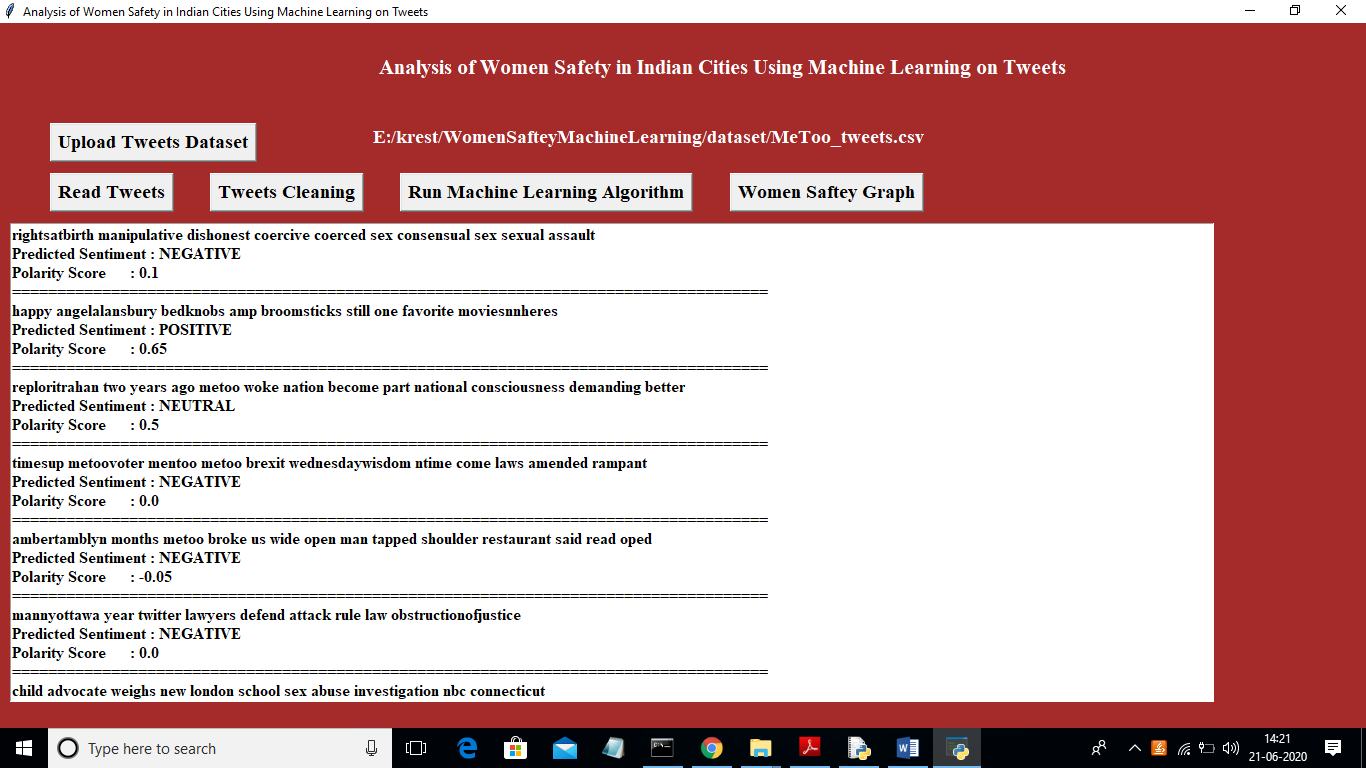 Analysis of Women Safety in Indian Cities Using Machine Learning on Tweets
Analysis of Women Safety in Indian Cities Using Machine Learning on Tweets
Upload Tweets Dataset
E:/krest/WomenSafteyMachineLearning/dataset/MeToo_tweets.csv
Read Tweets
Tweets Cleaning
Run Machine Learning Algorithm
Women Saftey Graph
rightsatbirth manipulative dishonest coercive coerced sex consensual sex sexual assault
Predicted Sentiment : NEGATIVE
Polarity Score : 0.1
=====================================================================================
happy angelalansbury bedknobs amp broomsticks still one favorite moviesnnheres
Predicted Sentiment : POSITIVE
Polarity Score : 0.65
=====================================================================================
reploritrahan two years ago metoo woke nation become part national consciousness demanding better
Predicted Sentiment : NEUTRAL
Polarity Score : 0.5
=====================================================================================
timesup metoovoter mentoo metoo brexit wednesdaywisdom ntime come laws amended rampant
Predicted Sentiment : NEGATIVE
Polarity Score : 0.0
=====================================================================================
ambertamblyn months metoo broke us wide open man tapped shoulder restaurant said read oped
Predicted Sentiment : NEGATIVE
Polarity Score : -0.05
=====================================================================================
mannyottawa year twitter lawyers defend attack rule law obstructionofjustice
Predicted Sentiment : NEGATIVE
Polarity Score : 0.0
=====================================================================================
child advocate weighs new london school sex abuse investigation nbc connecticut
Type here to search
14:21
21-06-2020